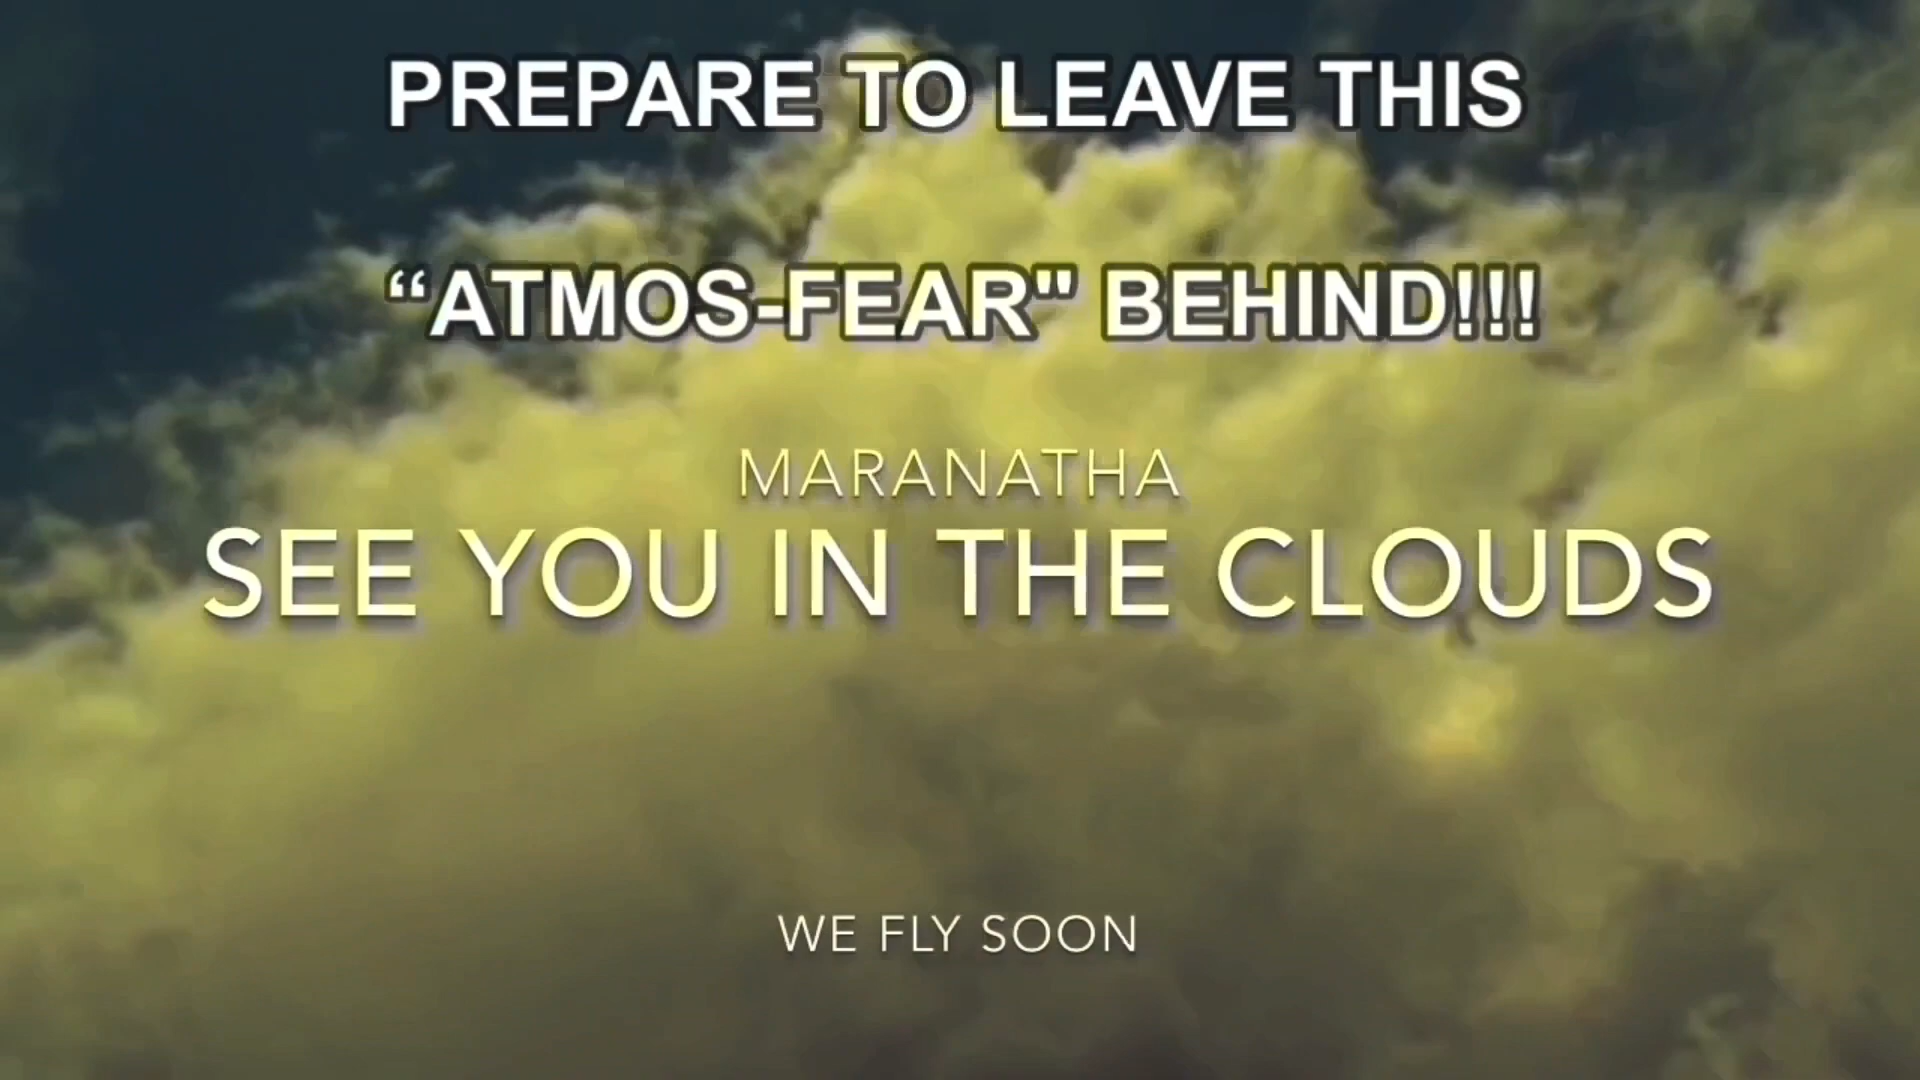 PREPARE TO LEAVE THIS
“ATMOS-FEAR" BEHIND!!!
MARANATHA
SEE YOU IN THE CLOUDS
WE FLY SOON